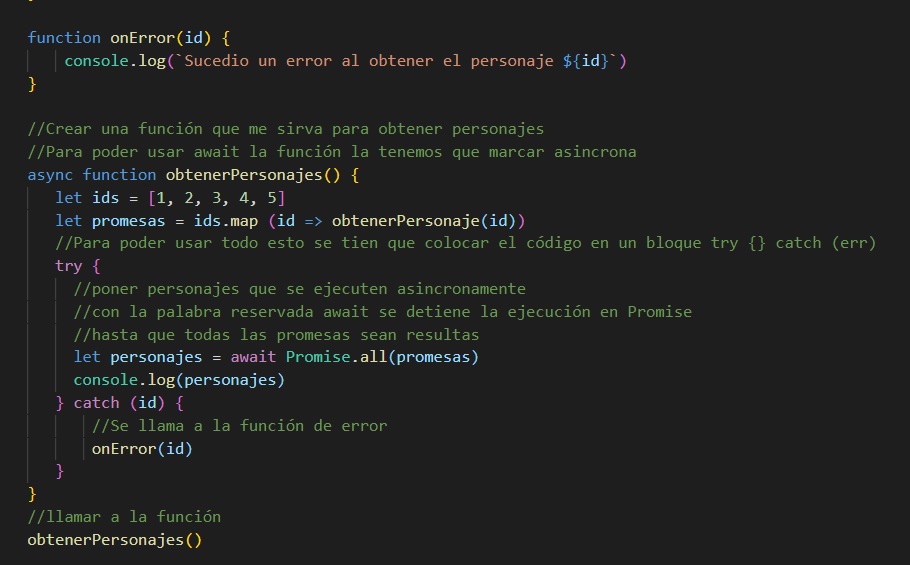 function onError(id) {
console.log(`Sucedio un error al obtener el personaje ${id}`)
}
//Crear una función que me sirva para obtener personajes
//Para poder usar await la función la tenemos que marcar asincrona
async function obtenerPersonajes() {
let ids = [1, 2, 3, 4, 5]
let promesas = ids.map (id => obtenerPersonaje(id))
//Para poder usar todo esto se tien que colocar el código en un bloque try {} catch (err)
try {
//poner personajes que se ejecuten asincronamente
//con la palabra reservada await se detiene la ejecución en Promise
//hasta que todas las promesas sean resultas
let personajes = await Promise.all(promesas)
console.log(personajes)
} catch (id) {
//Se llama a la función de error
onError(id)
}
}
//llamar a la función
obtenerPersonajes()